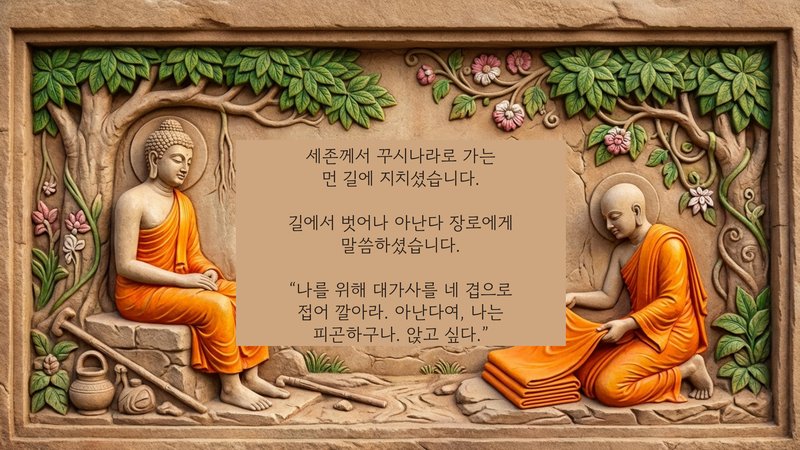 세존께서 꾸시나라로 가는
먼 길에 지치셨습니다.
길에서 벗어나 아난다 장로에게
말씀하셨습니다.
“나를 위해 대가사를 네 겹으로
접어 깔아라. 아난다여, 나는
피곤하구나. 앉고 싶다.”